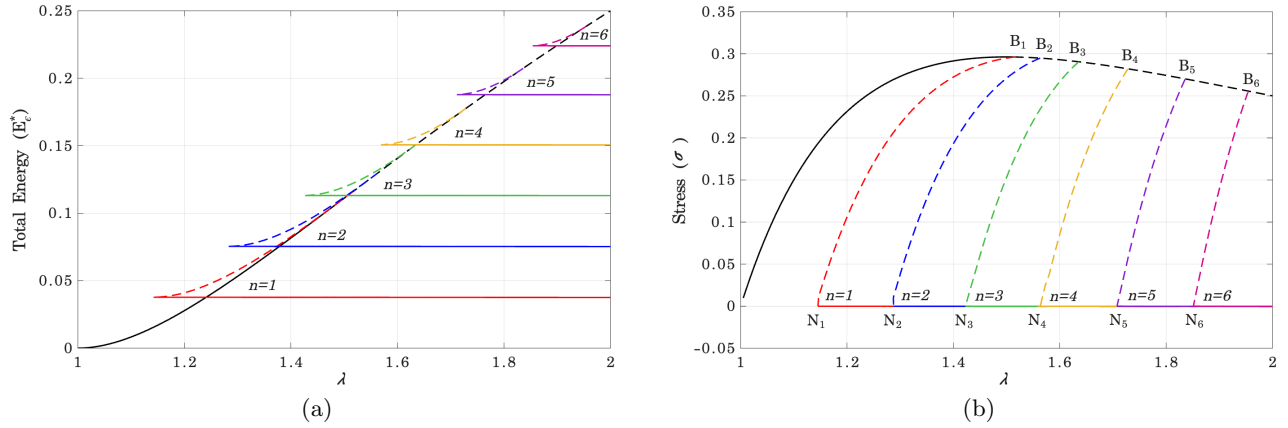 0.25
0.2
0.15
0.1
0.05
0
1
1.2
1.4
1.6
1.8
2
Total Energy (E*c)
λ
n=1
n=2
n=3
n=4
n=5
n=6
(a)
0.35
0.3
0.25
0.2
0.15
0.1
0.05
0
-0.05
1
1.2
1.4
1.6
1.8
2
Stress (σ)
λ
B1 B2 B3 B4 B5 B6
n=1 n=2 n=3 n=4 n=5 n=6
N1 N2 N3 N4 N5 N6
(b)